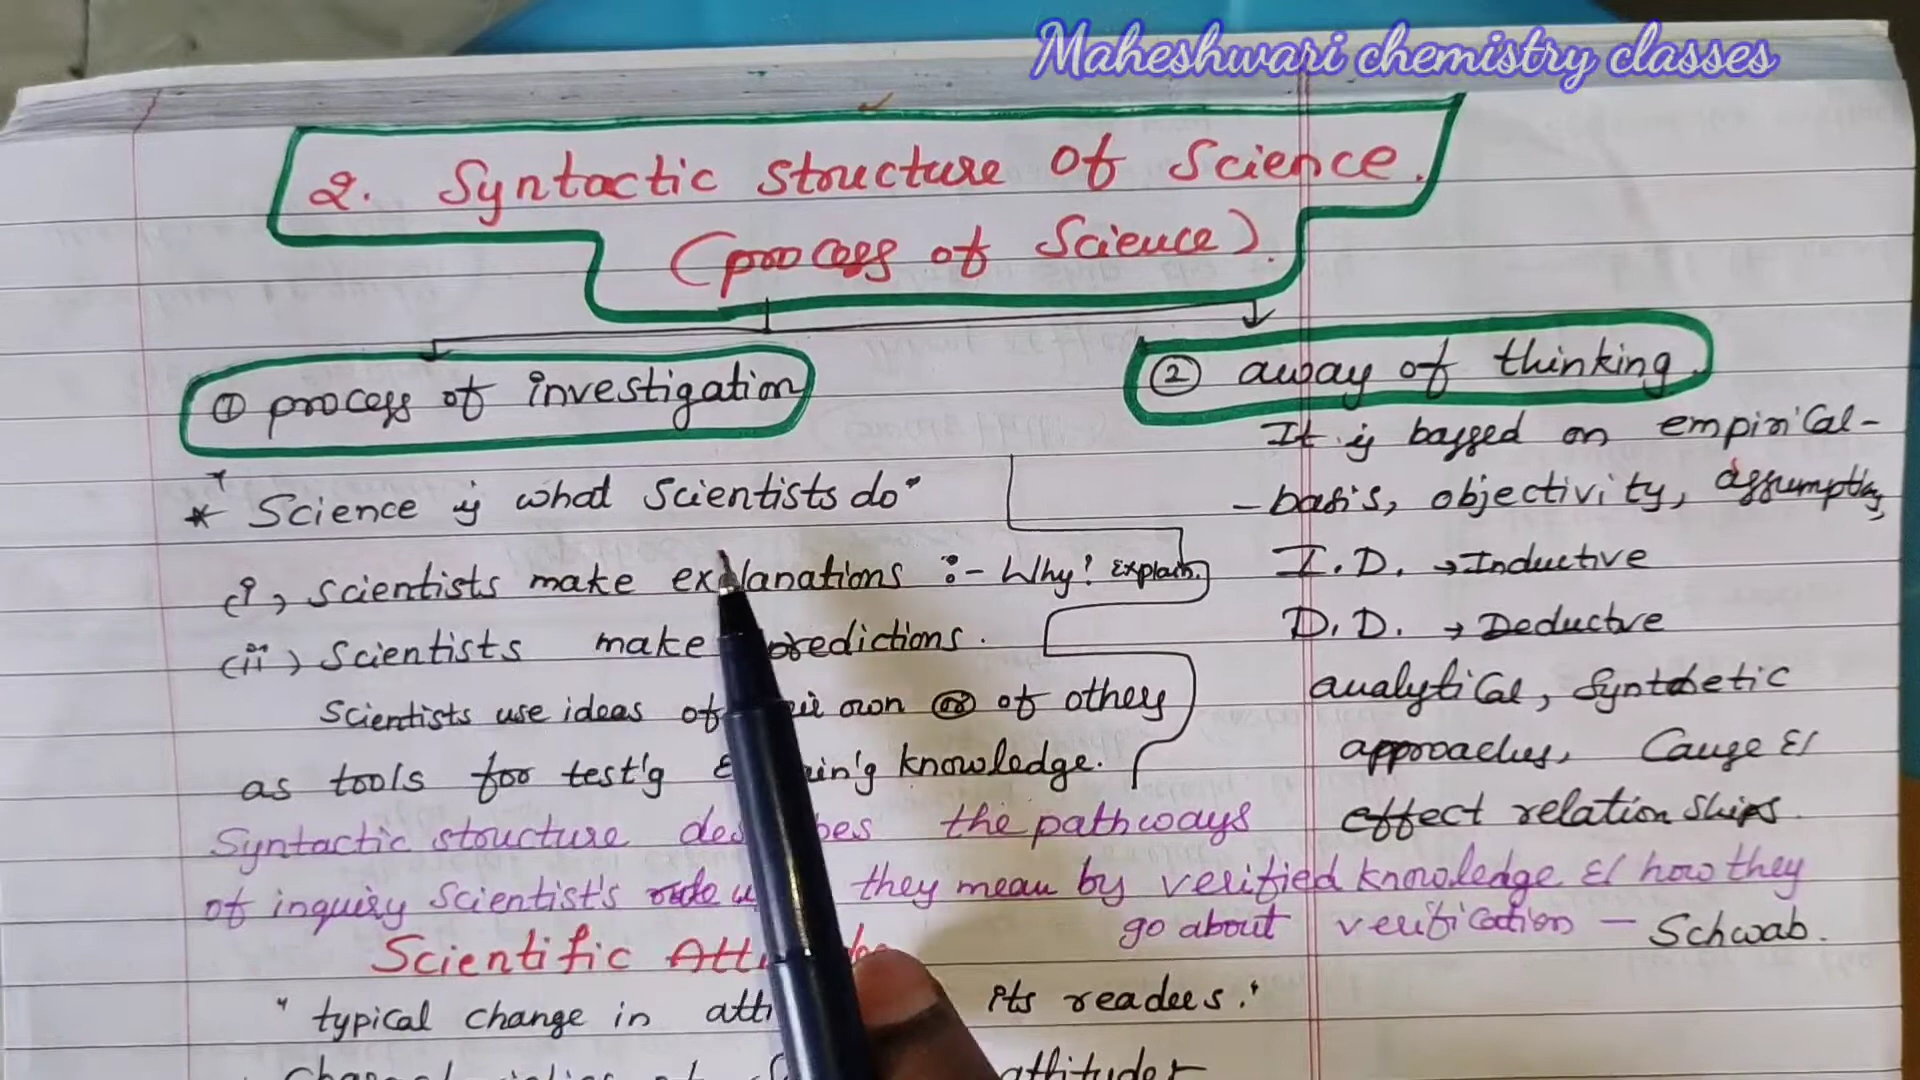 Maheshwari chemistry classes
2. Syntactic Structure of Science.
(process of Science).
① process of investigation
* Science is what Scientists do"
(i) Scientists make explanations :- Why? Explain.
(ii) Scientists make predictions.
Scientists use ideas of their own or of others
as tools for test'g & knowledge.
② away of thinking.
It is bassed on empirical-
-basis, objectivity, assumptions,
I.D. → Inductive
D.D. → Deductive
analytical, Synthetic
approaches, Cause &
effect relationships.
Syntactic structure describes the pathways
of inquiry Scientist's they mean by verified knowledge & how they
go about verification - Schwab.
Scientific
" typical change in its readers."